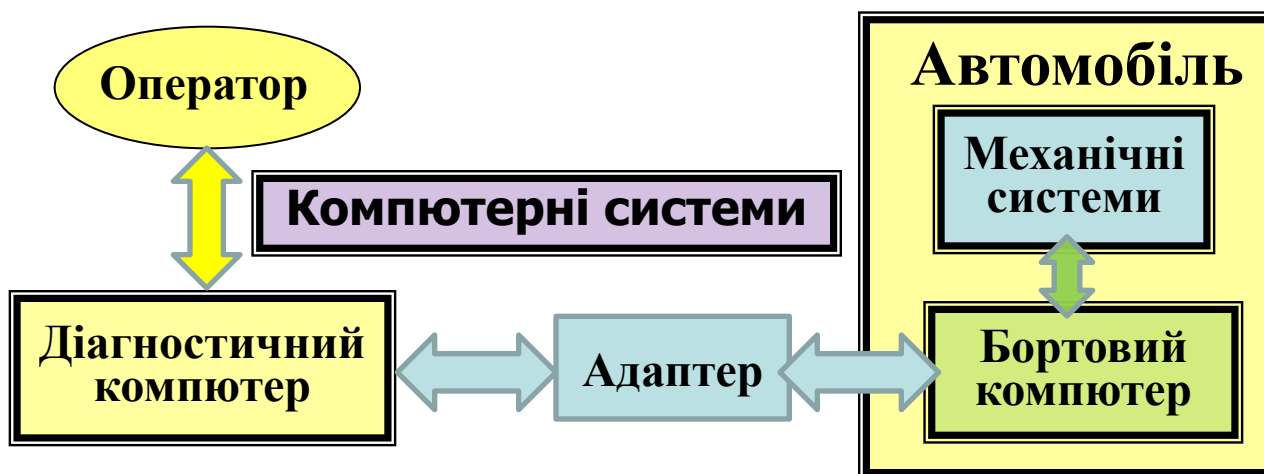 Оператор
Автомобіль
Механічні
системи
Компютерні системи
Діагностичний
компютер
Адаптер
Бортовий
компютер